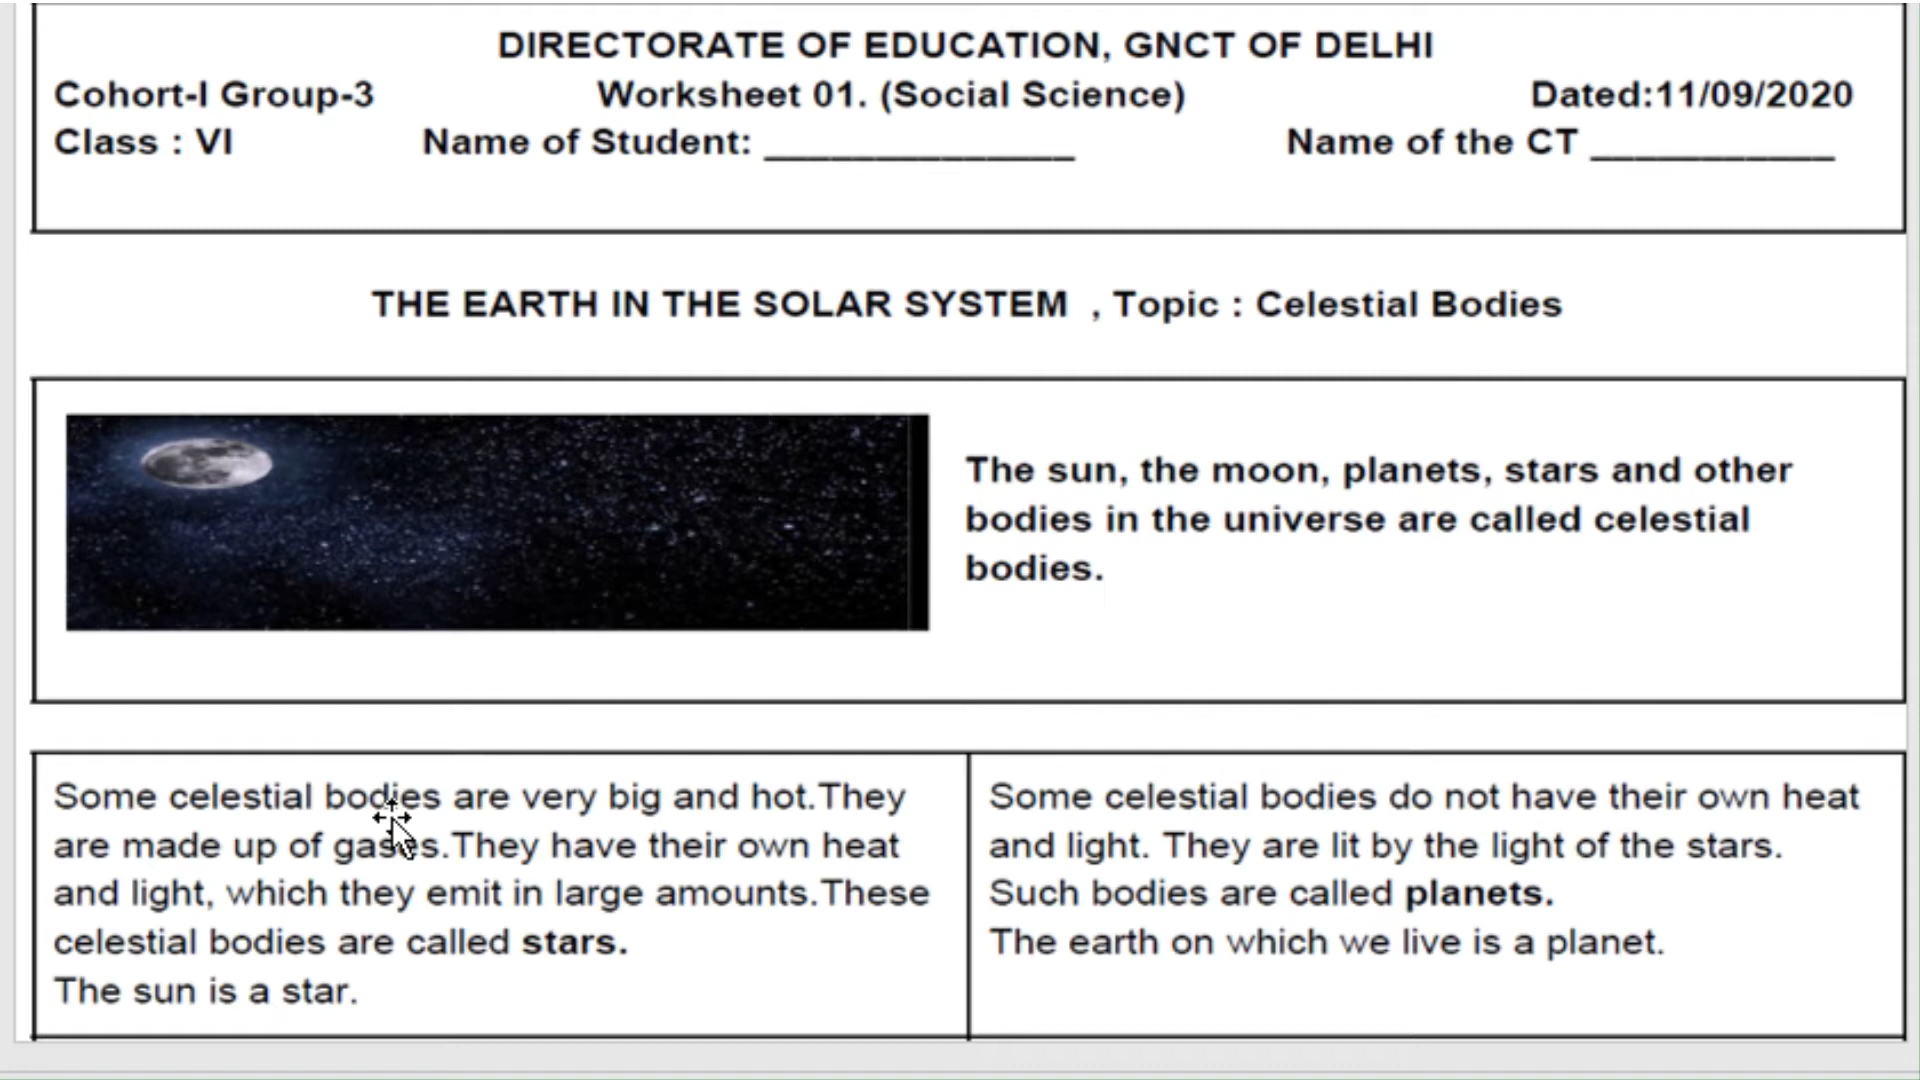 DIRECTORATE OF EDUCATION, GNCT OF DELHI
Cohort-I Group-3 Worksheet 01. (Social Science) Dated:11/09/2020
Class : VI Name of Student: ______________ Name of the CT ___________
THE EARTH IN THE SOLAR SYSTEM , Topic : Celestial Bodies
The sun, the moon, planets, stars and other
bodies in the universe are called celestial
bodies.
Some celestial bodies are very big and hot.They
are made up of gases.They have their own heat
and light, which they emit in large amounts.These
celestial bodies are called stars.
The sun is a star.
Some celestial bodies do not have their own heat
and light. They are lit by the light of the stars.
Such bodies are called planets.
The earth on which we live is a planet.